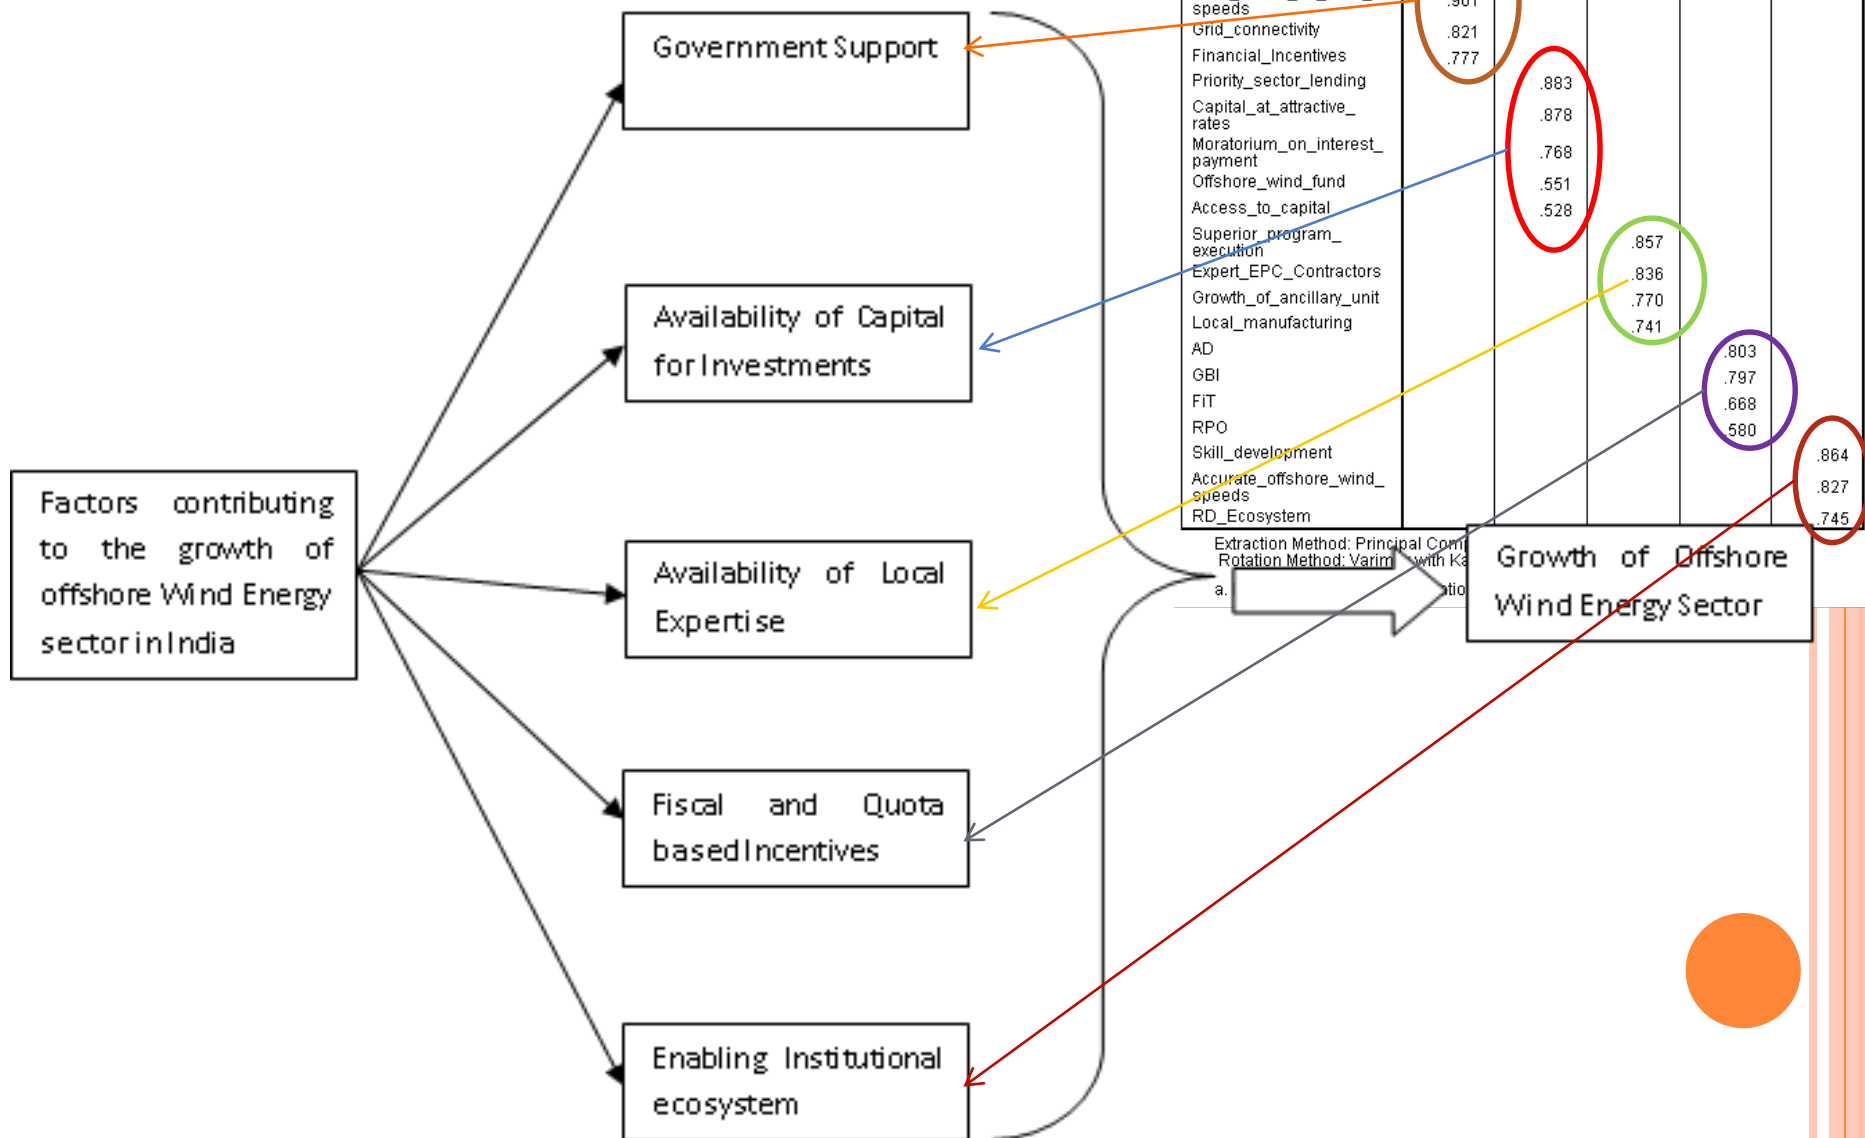 Government Support
Availability of Capital
for Investments
Factors contributing
to the growth of
offshore Wind Energy
sector in India
Availability of Local
Expertise
Fiscal and Quota
based Incentives
Enabling Institutional
ecosystem
speeds
Grid_connectivity .821
Financial_Incentives .777
Priority_sector_lending .883
Capital_at_attractive_
rates .878
Moratorium_on_interest_
payment .768
Offshore_wind_fund .551
Access_to_capital .528
Superior_program_
execution .857
Expert_EPC_Contractors .836
Growth_of_ancillary_unit .770
Local_manufacturing .741
AD .803
GBI .797
FiT .668
RPO .580
Skill_development .864
Accurate_offshore_wind_
speeds .827
RD_Ecosystem .745
Extraction Method: Principal
Rotation Method: with
a.
Growth of Offshore
Wind Energy Sector